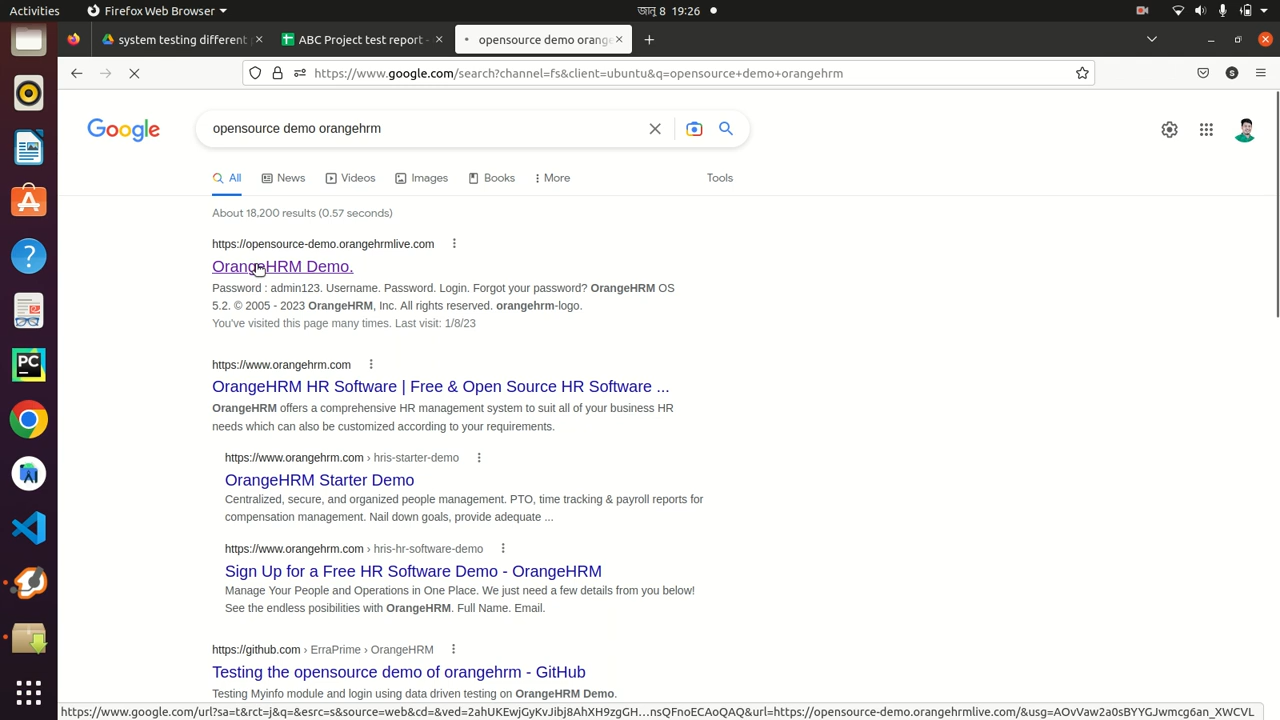 Activities
Firefox Web Browser
জানু 8 19:26
system testing different
ABC Project test report -
opensource demo orange
https://www.google.com/search?channel=fs&client=ubuntu&q=opensource+demo+orangehrm
Google
opensource demo orangehrm
All News Videos Images Books More Tools
About 18,200 results (0.57 seconds)
https://opensource-demo.orangehrmlive.com
OrangeHRM Demo.
Password : admin123. Username. Password. Login. Forgot your password? OrangeHRM OS
5.2. © 2005 - 2023 OrangeHRM, Inc. All rights reserved. orangehrm-logo.
You've visited this page many times. Last visit: 1/8/23
https://www.orangehrm.com
OrangeHRM HR Software | Free & Open Source HR Software ...
OrangeHRM offers a comprehensive HR management system to suit all of your business HR
needs which can also be customized according to your requirements.
https://www.orangehrm.com › hris-starter-demo
OrangeHRM Starter Demo
Centralized, secure, and organized people management. PTO, time tracking & payroll reports for
compensation management. Nail down goals, provide adequate ...
https://www.orangehrm.com › hris-hr-software-demo
Sign Up for a Free HR Software Demo - OrangeHRM
Manage Your People and Operations in One Place. We just need a few details from you below!
See the endless posibilities with OrangeHRM. Full Name. Email.
https://github.com › ErraPrime › OrangeHRM
Testing the opensource demo of orangehrm - GitHub
Testing Myinfo module and login using data driven testing on OrangeHRM Demo.
https://www.google.com/url?sa=t&rct=j&q=&esrc=s&source=web&cd=&ved=2ahUKEwjGyKvJibj8AhXH9zgGH…nsQFnoECAoQAQ&url=https://opensource-demo.orangehrmlive.com/&usg=AOvVaw2a0sBYYGJwmcg6an_XWCVL